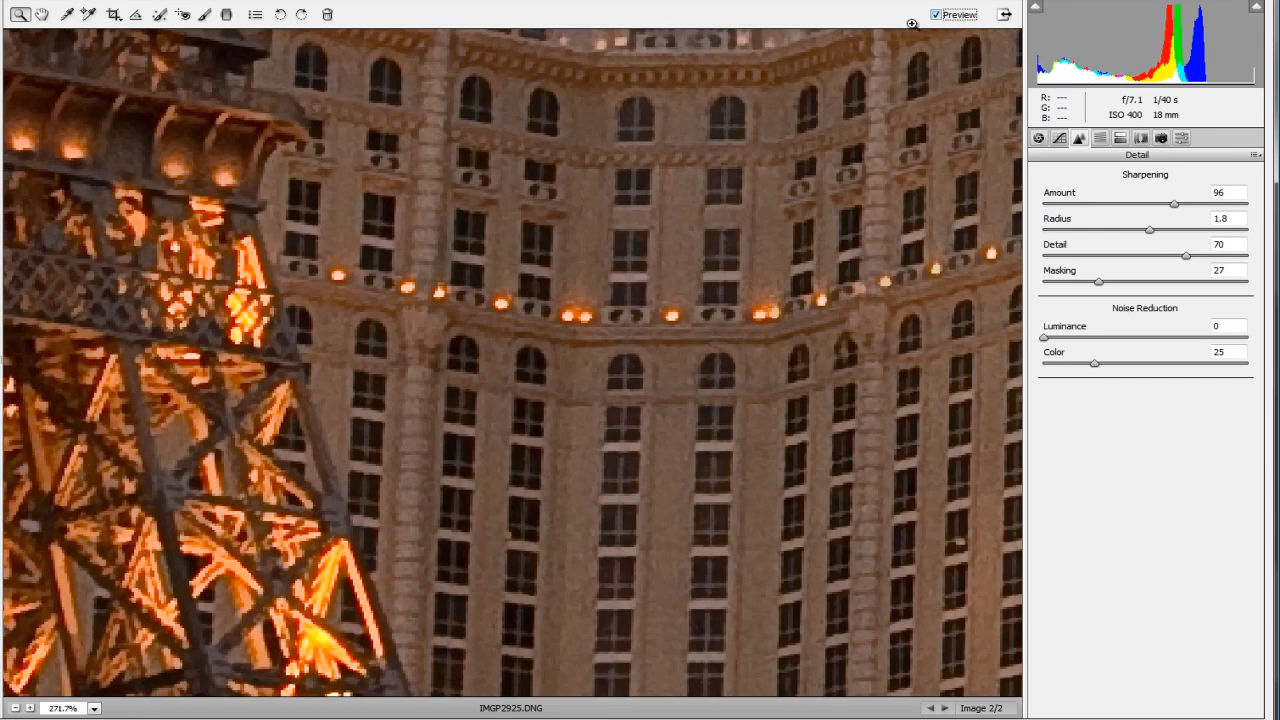 Preview
R: ---
G: ---
B: ---
f/7.1 1/40 s
ISO 400 18 mm
Detail
Sharpening
Amount 96
Radius 1.8
Detail 70
Masking 27
Noise Reduction
Luminance 0
Color 25
271.7%
IMGP2925.DNG
Image 2/2